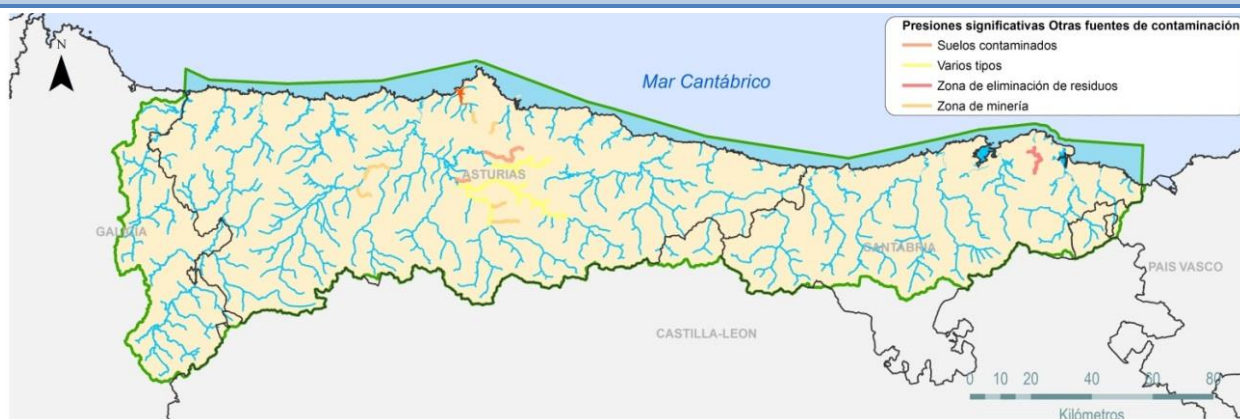 Presiones significativas Otras fuentes de contaminación
Suelos contaminados
Varios tipos
Zona de eliminación de residuos
Zona de minería
N
Mar Cantábrico
ASTURIAS
GALICIA
CANTABRIA
PAIS VASCO
CASTILLA-LEON
0 10 20 40 60 80
Kilómetros